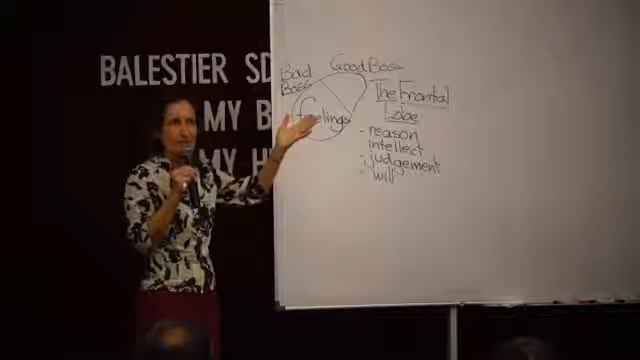 BALESTIER SD
MY B
MY H
Bad
Boss
Good Boss
feelings
The Frontal
Lobe
- reason
intellect
- judgement
- will